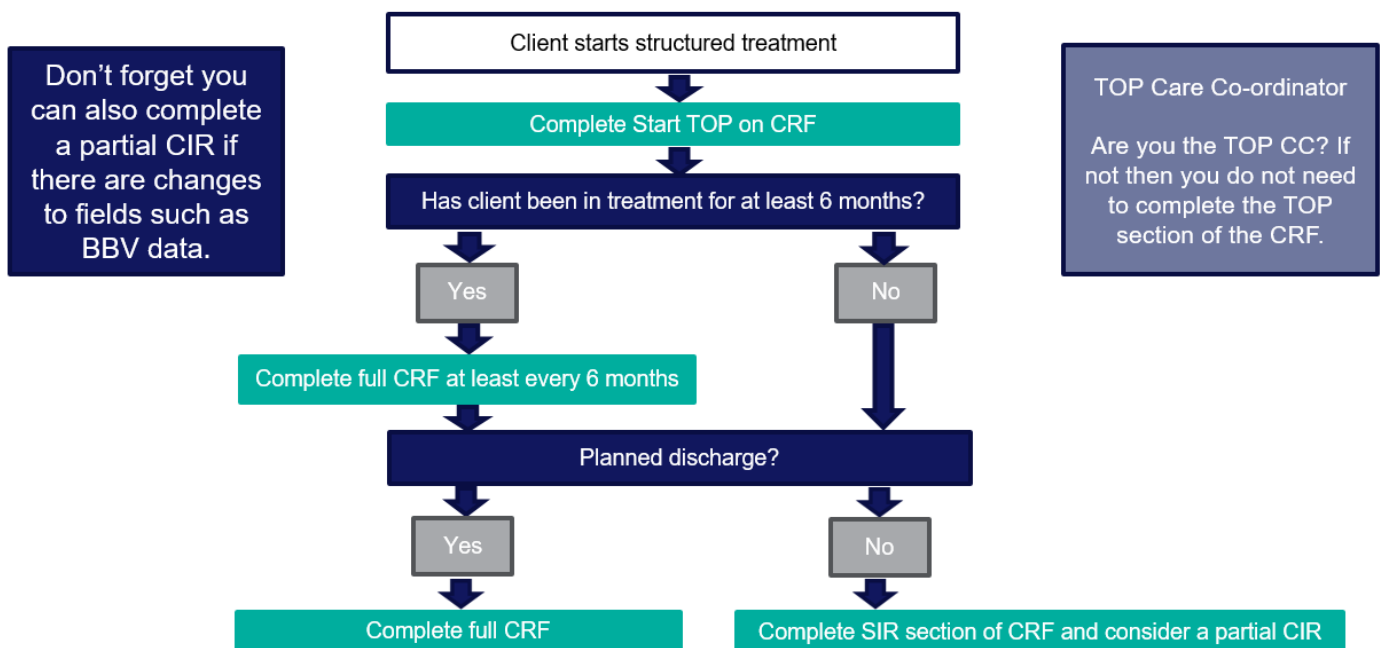 Client starts structured treatment
Don’t forget you
can also complete
a partial CIR if
there are changes
to fields such as
BBV data.
TOP Care Co-ordinator
Are you the TOP CC? If
not then you do not need
to complete the TOP
section of the CRF.
Complete Start TOP on CRF
Has client been in treatment for at least 6 months?
Yes
No
Complete full CRF at least every 6 months
Planned discharge?
Yes
No
Complete full CRF
Complete SIR section of CRF and consider a partial CIR